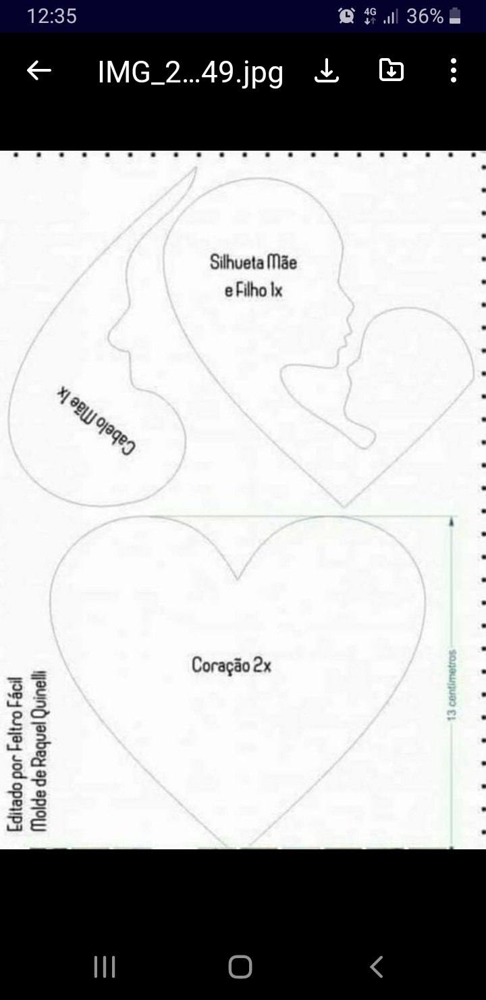 12:35
4G
36%
IMG_2...49.jpg
Silhueta Mãe
e Filho 1x
Cabelo Mãe 1x
Coração 2x
13 centímetros
Editado por Feltro Fácil
Molde de Raquel Quinelli